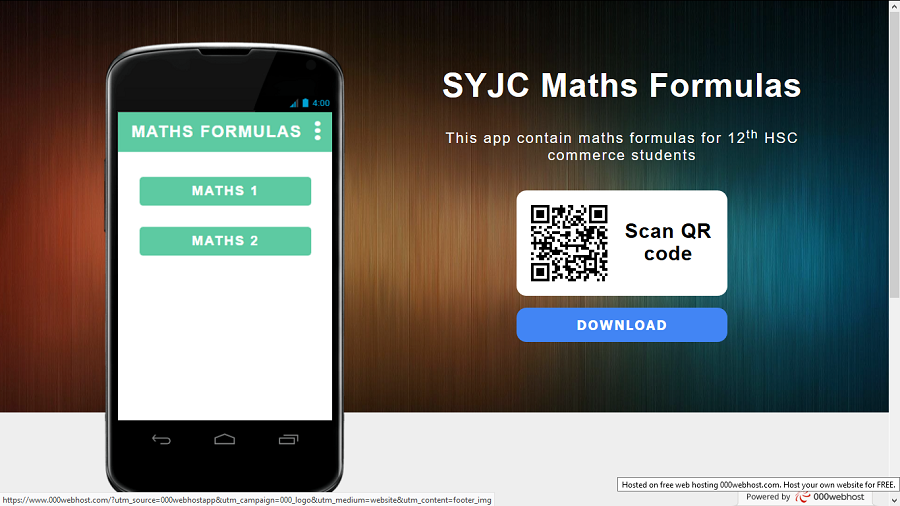 4:00
MATHS FORMULAS
MATHS 1
MATHS 2
SYJC Maths Formulas
This app contain maths formulas for 12th HSC
commerce students
Scan QR
code
DOWNLOAD
https://www.000webhost.com/?utm_source=000webhostapp&utm_campaign=000_logo&utm_medium=website&utm_content=footer_img
Hosted on free web hosting 000webhost.com. Host your own website for FREE.
Powered by 000webhost